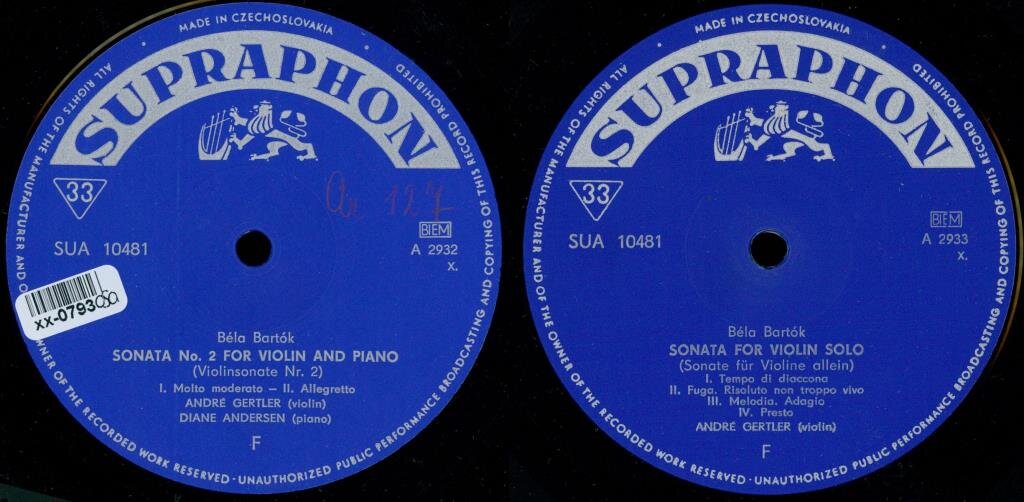 MADE IN CZECHOSLOVAKIA
ALL RIGHTS OF THE MANUFACTURER AND OF THE OWNER OF THE RECORDED WORK RESERVED · UNAUTHORIZED PUBLIC PERFORMANCE BROADCASTING AND COPYING OF THIS RECORD PROHIBITED
SUPRAPHON
33
127
SUA 10481
BIEM
A 2932
x.
xx-0793
Béla Bartók
SONATA No. 2 FOR VIOLIN AND PIANO
(Violinsonate Nr. 2)
I. Molto moderato – II. Allegretto
ANDRÉ GERTLER (violin)
DIANE ANDERSEN (piano)
F
MADE IN CZECHOSLOVAKIA
ALL RIGHTS OF THE MANUFACTURER AND OF THE OWNER OF THE RECORDED WORK RESERVED · UNAUTHORIZED PUBLIC PERFORMANCE BROADCASTING AND COPYING OF THIS RECORD PROHIBITED
SUPRAPHON
33
SUA 10481
BIEM
A 2933
x.
Béla Bartók
SONATA FOR VIOLIN SOLO
(Sonate für Violine allein)
I. Tempo di diaccona
II. Fuga. Risoluto non troppo vivo
III. Melodia. Adagio
IV. Presto
ANDRÉ GERTLER (violin)
F